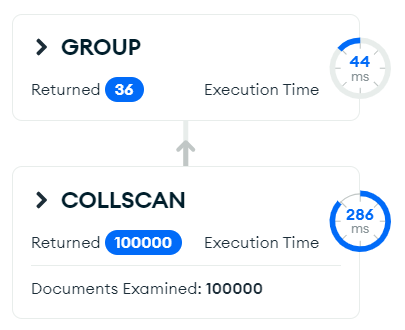 GROUP
Returned 36 Execution Time 44 ms
COLLSCAN
Returned 100000 Execution Time 286 ms
Documents Examined: 100000